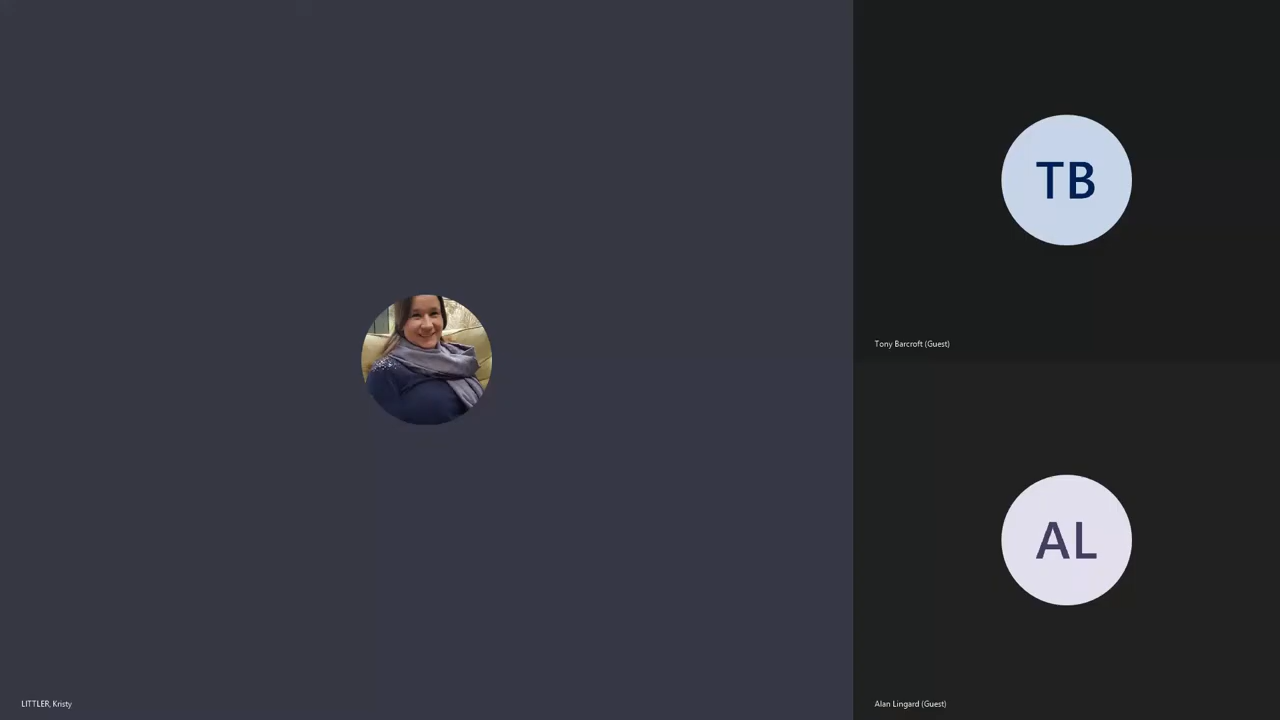 TB
Tony Barcroft (Guest)
AL
LITTLER, Kristy
Alan Lingard (Guest)